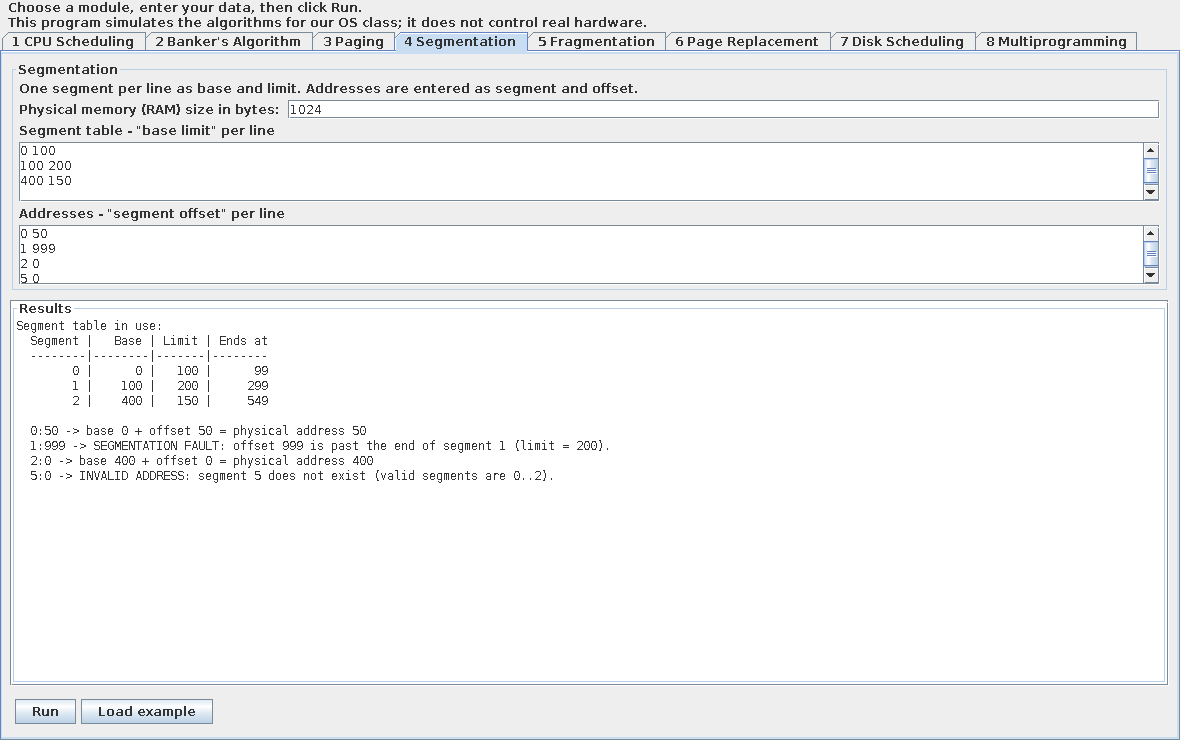 Choose a module, enter your data, then click Run.
This program simulates the algorithms for our OS class; it does not control real hardware.
1 CPU Scheduling 2 Banker's Algorithm 3 Paging 4 Segmentation 5 Fragmentation 6 Page Replacement 7 Disk Scheduling 8 Multiprogramming
Segmentation
One segment per line as base and limit. Addresses are entered as segment and offset.
Physical memory (RAM) size in bytes: 1024
Segment table - "base limit" per line
0 100
100 200
400 150
Addresses - "segment offset" per line
0 50
1 999
2 0
5 0
Results
Segment table in use:
Segment | Base | Limit | Ends at
--------|--------|-------|--------
0 | 0 | 100 | 99
1 | 100 | 200 | 299
2 | 400 | 150 | 549
0:50 -> base 0 + offset 50 = physical address 50
1:999 -> SEGMENTATION FAULT: offset 999 is past the end of segment 1 (limit = 200).
2:0 -> base 400 + offset 0 = physical address 400
5:0 -> INVALID ADDRESS: segment 5 does not exist (valid segments are 0..2).
Run Load example